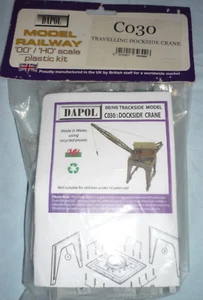 DAPOL
MODEL
RAILWAY
'OO' / 'HO' scale
plastic kit
C030
TRAVELLING DOCKSIDE CRANE
Proudly manufactured in the UK by British staff for a worldwide market
DAPOL
00/H0 TRACKSIDE MODEL
C030 : DOCKSIDE CRANE
Made in Wales
using
recycled plastic
Not suitable for children under 14 years old